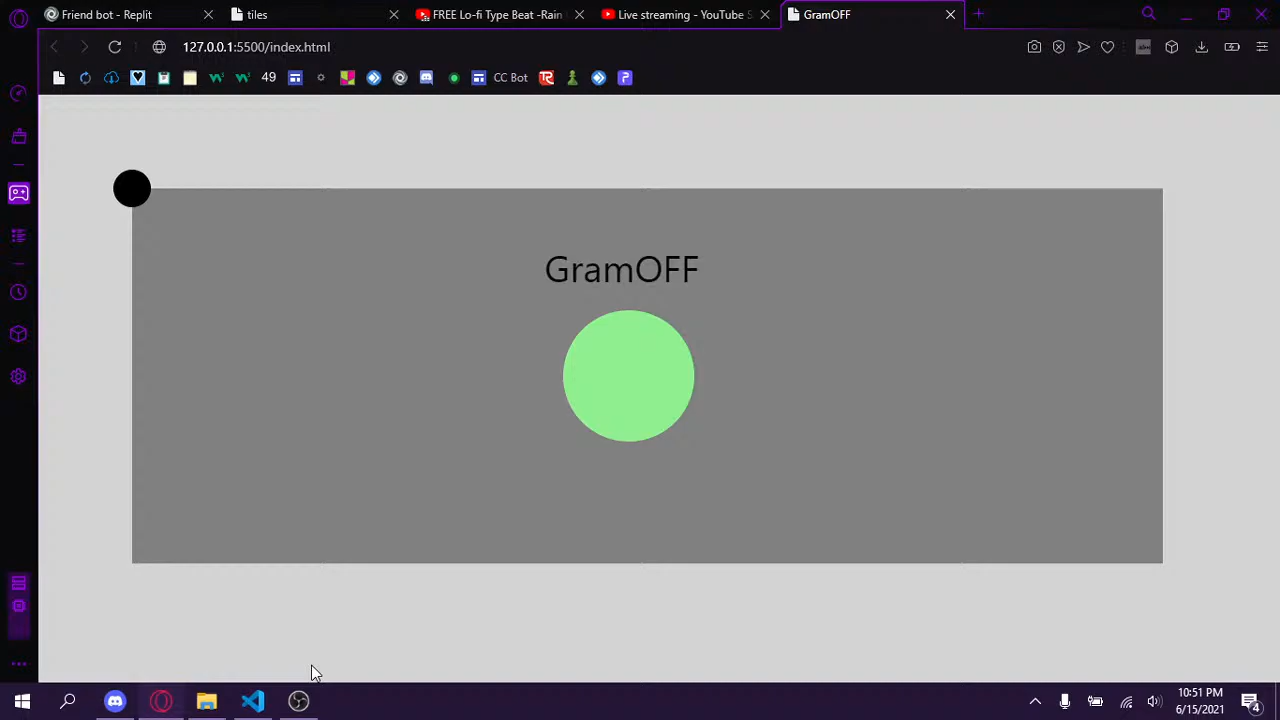 Friend bot - Replit
tiles
FREE Lo-fi Type Beat -Rain
Live streaming - YouTube S
GramOFF
127.0.0.1:5500/index.html
49
CC Bot
GramOFF
10:51 PM
6/15/2021
4